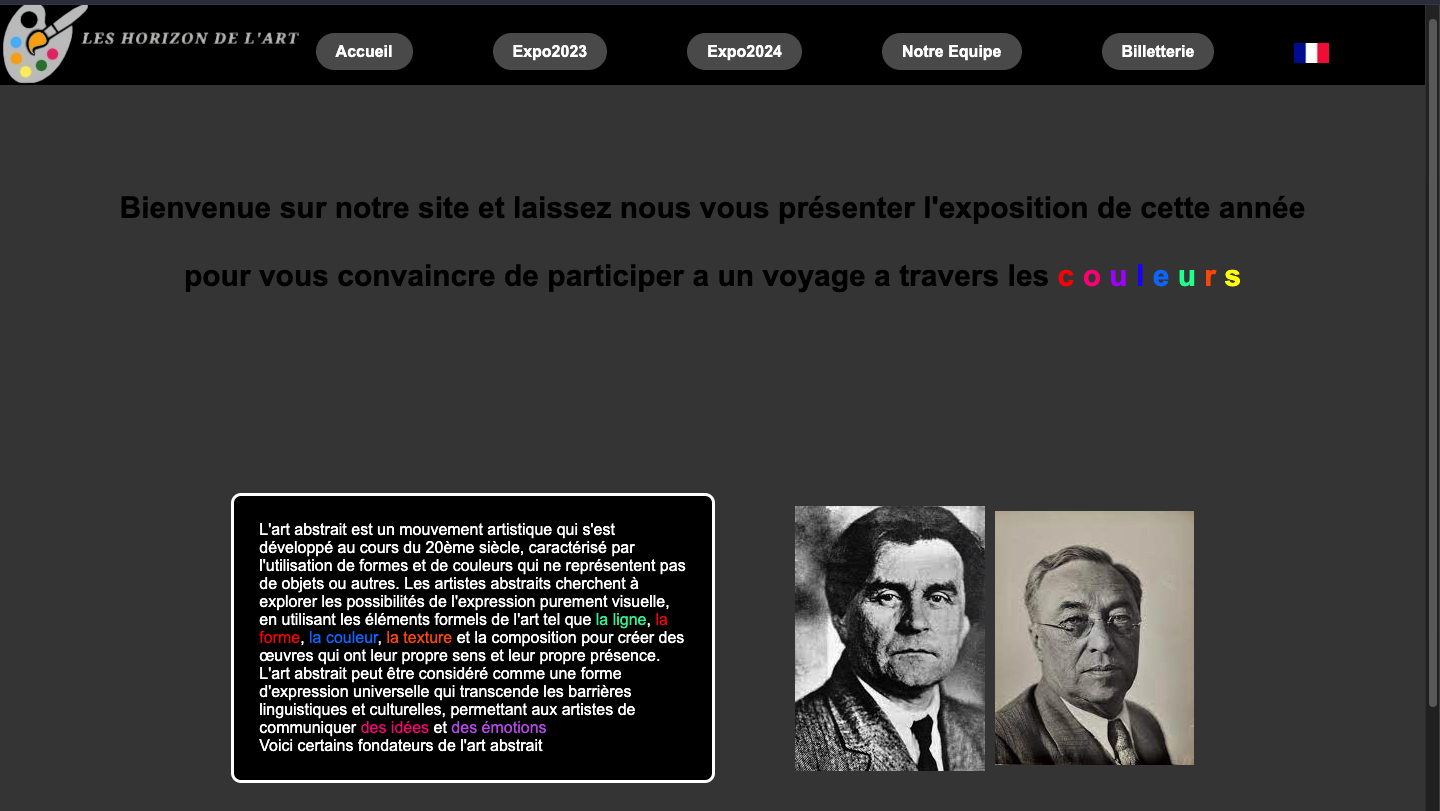 LES HORIZON DE L'ART
Accueil
Expo2023
Expo2024
Notre Equipe
Billetterie
Bienvenue sur notre site et laissez nous vous présenter l'exposition de cette année
pour vous convaincre de participer a un voyage a travers les c o u l e u r s
L'art abstrait est un mouvement artistique qui s'est
développé au cours du 20ème siècle, caractérisé par
l'utilisation de formes et de couleurs qui ne représentent pas
de objets ou autres. Les artistes abstraits cherchent à
explorer les possibilités de l'expression purement visuelle,
en utilisant les éléments formels de l'art tel que la ligne, la
forme, la couleur, la texture et la composition pour créer des
œuvres qui ont leur propre sens et leur propre présence.
L'art abstrait peut être considéré comme une forme
d'expression universelle qui transcende les barrières
linguistiques et culturelles, permettant aux artistes de
communiquer des idées et des émotions
Voici certains fondateurs de l'art abstrait